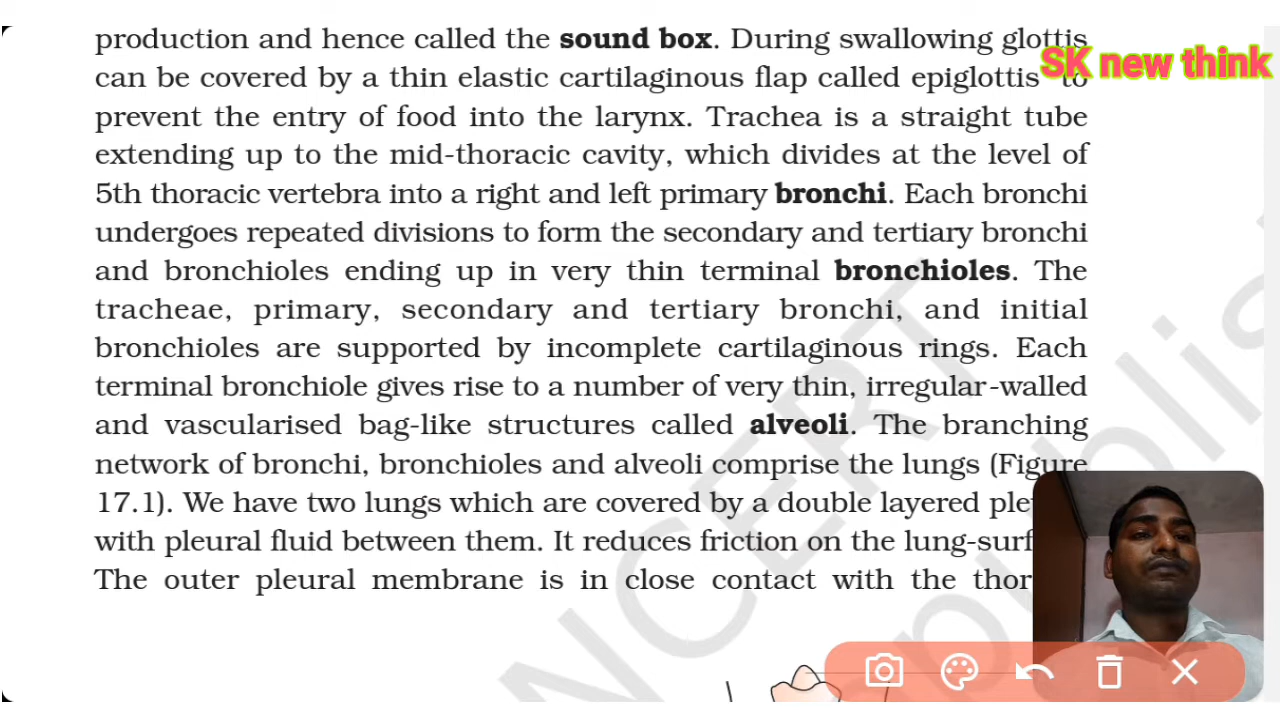 production and hence called the sound box. During swallowing glottis
SK new think
can be covered by a thin elastic cartilaginous flap called epiglottis to
prevent the entry of food into the larynx. Trachea is a straight tube
extending up to the mid-thoracic cavity, which divides at the level of
5th thoracic vertebra into a right and left primary bronchi. Each bronchi
undergoes repeated divisions to form the secondary and tertiary bronchi
and bronchioles ending up in very thin terminal bronchioles. The
tracheae, primary, secondary and tertiary bronchi, and initial
bronchioles are supported by incomplete cartilaginous rings. Each
terminal bronchiole gives rise to a number of very thin, irregular-walled
and vascularised bag-like structures called alveoli. The branching
network of bronchi, bronchioles and alveoli comprise the lungs (Figure
17.1). We have two lungs which are covered by a double layered
with pleural fluid between them. It reduces friction on the
The outer pleural membrane is in close contact with the
NCERT